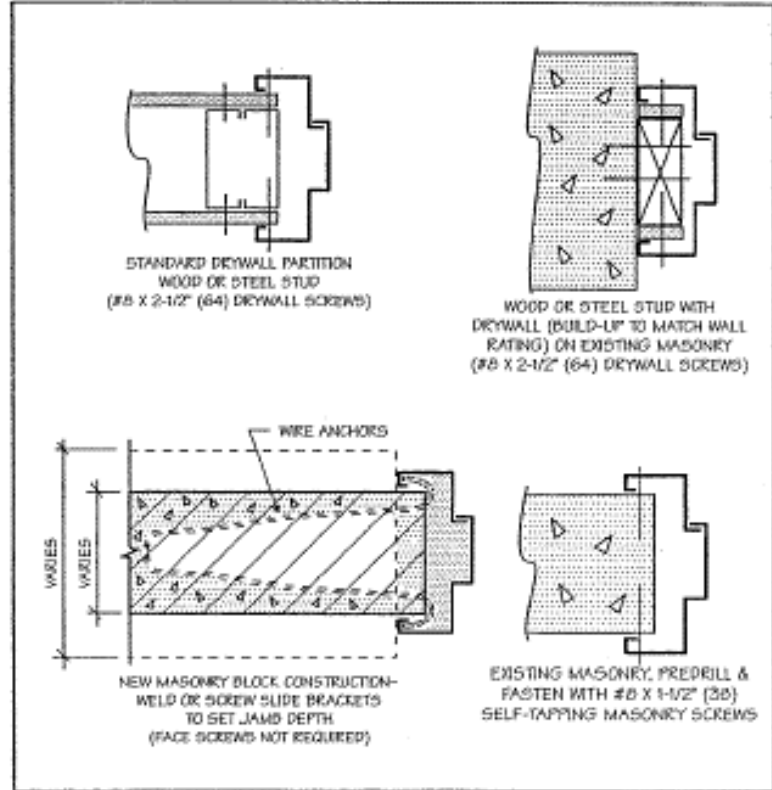 STANDARD DRYWALL PARTITION
WOOD OR STEEL STUD
(#8 X 2-1/2" (64) DRYWALL SCREWS)
WOOD OR STEEL STUD WITH
DRYWALL (BUILD-UP TO MATCH WALL
RATING) ON EXISTING MASONRY
(#8 X 2-1/2" (64) DRYWALL SCREWS)
WIRE ANCHORS
VARIES
VARIES
NEW MASONRY BLOCK CONSTRUCTION-
WELD OR SCREW SLIDE BRACKETS
TO SET JAMB DEPTH
(FACE SCREWS NOT REQUIRED)
EXISTING MASONRY, PREDRILL &
FASTEN WITH #8 X 1-1/2" (38)
SELF-TAPPING MASONRY SCREWS